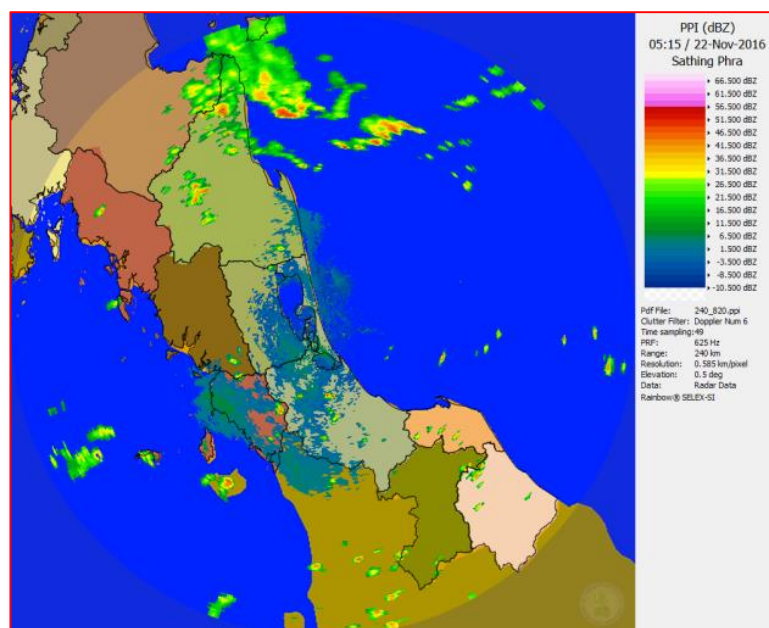 PPI (dBZ)
05:15 / 22-Nov-2016
Sathing Phra
66.500 dBZ
61.500 dBZ
56.500 dBZ
51.500 dBZ
46.500 dBZ
41.500 dBZ
36.500 dBZ
31.500 dBZ
26.500 dBZ
21.500 dBZ
16.500 dBZ
11.500 dBZ
6.500 dBZ
1.500 dBZ
-3.500 dBZ
-8.500 dBZ
-10.500 dBZ
Pdf File: 240_820.ppi
Clutter Filter: Doppler Num 6
Time sampling:49
PRF: 625 Hz
Range: 240 km
Resolution: 0.585 km/pixel
Elevation: 0.5 deg
Data: Radar Data
Rainbow® SELEX-SI